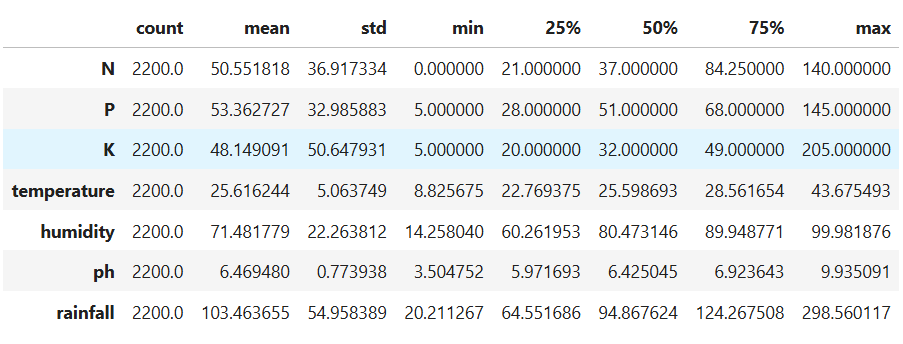 count mean std min 25% 50% 75% max
N 2200.0 50.551818 36.917334 0.000000 21.000000 37.000000 84.250000 140.000000
P 2200.0 53.362727 32.985883 5.000000 28.000000 51.000000 68.000000 145.000000
K 2200.0 48.149091 50.647931 5.000000 20.000000 32.000000 49.000000 205.000000
temperature 2200.0 25.616244 5.063749 8.825675 22.769375 25.598693 28.561654 43.675493
humidity 2200.0 71.481779 22.263812 14.258040 60.261953 80.473146 89.948771 99.981876
ph 2200.0 6.469480 0.773938 3.504752 5.971693 6.425045 6.923643 9.935091
rainfall 2200.0 103.463655 54.958389 20.211267 64.551686 94.867624 124.267508 298.560117